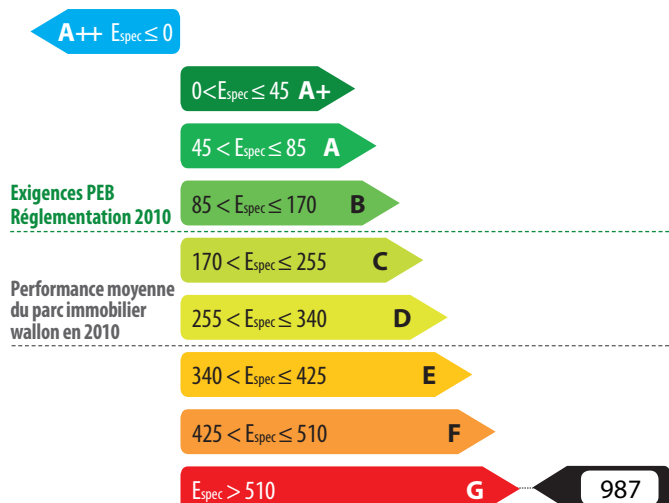 A++ Espec ≤ 0
0<Espec ≤ 45 A+
45 < Espec ≤ 85 A
Exigences PEB
Réglementation 2010
85 < Espec ≤ 170 B
170 < Espec ≤ 255 C
Performance moyenne
du parc immobilier
wallon en 2010
255 < Espec ≤ 340 D
340 < Espec ≤ 425 E
425 < Espec ≤ 510 F
Espec > 510 G 987